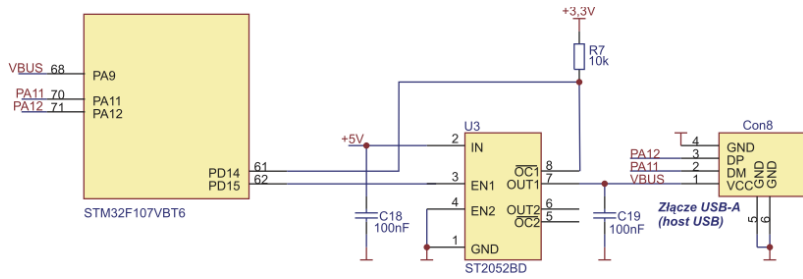 +3,3V
R7
10k
VBUS 68 PA9
PA11 70 PA11
PA12 71 PA12
PD14 61
PD15 62
STM32F107VBT6
U3
+5V
2 IN
3 EN1
4 EN2
1 GND
OC1 8
OUT1 7
OUT2 6
OC2 5
ST2052BD
C18
100nF
C19
100nF
Con8
4 GND
PA12 3 DP
PA11 2 DM
VBUS 1 VCC
GND
GND
5
6
Złącze USB-A
(host USB)